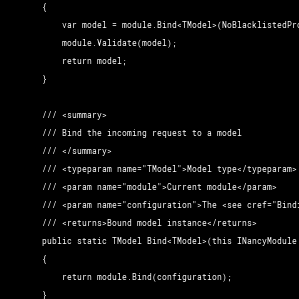 {
var model = module.Bind<TModel>(NoBlacklistedPro
module.Validate(model);
return model;
}
/// <summary>
/// Bind the incoming request to a model
/// </summary>
/// <typeparam name="TModel">Model type</typeparam>
/// <param name="module">Current module</param>
/// <param name="configuration">The <see cref="Bindi
/// <returns>Bound model instance</returns>
public static TModel Bind<TModel>(this INancyModule
{
return module.Bind(configuration);
}